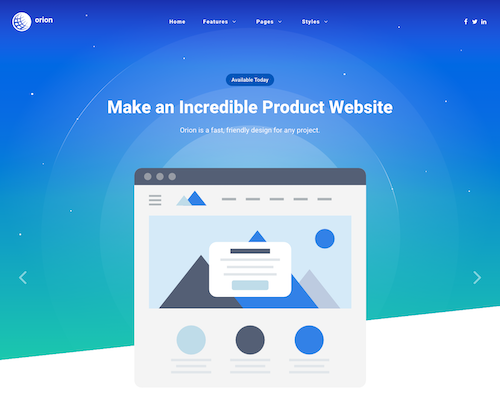 orion
Home Features Pages Styles
Available Today
Make an Incredible Product Website
Orion is a fast, friendly design for any project.